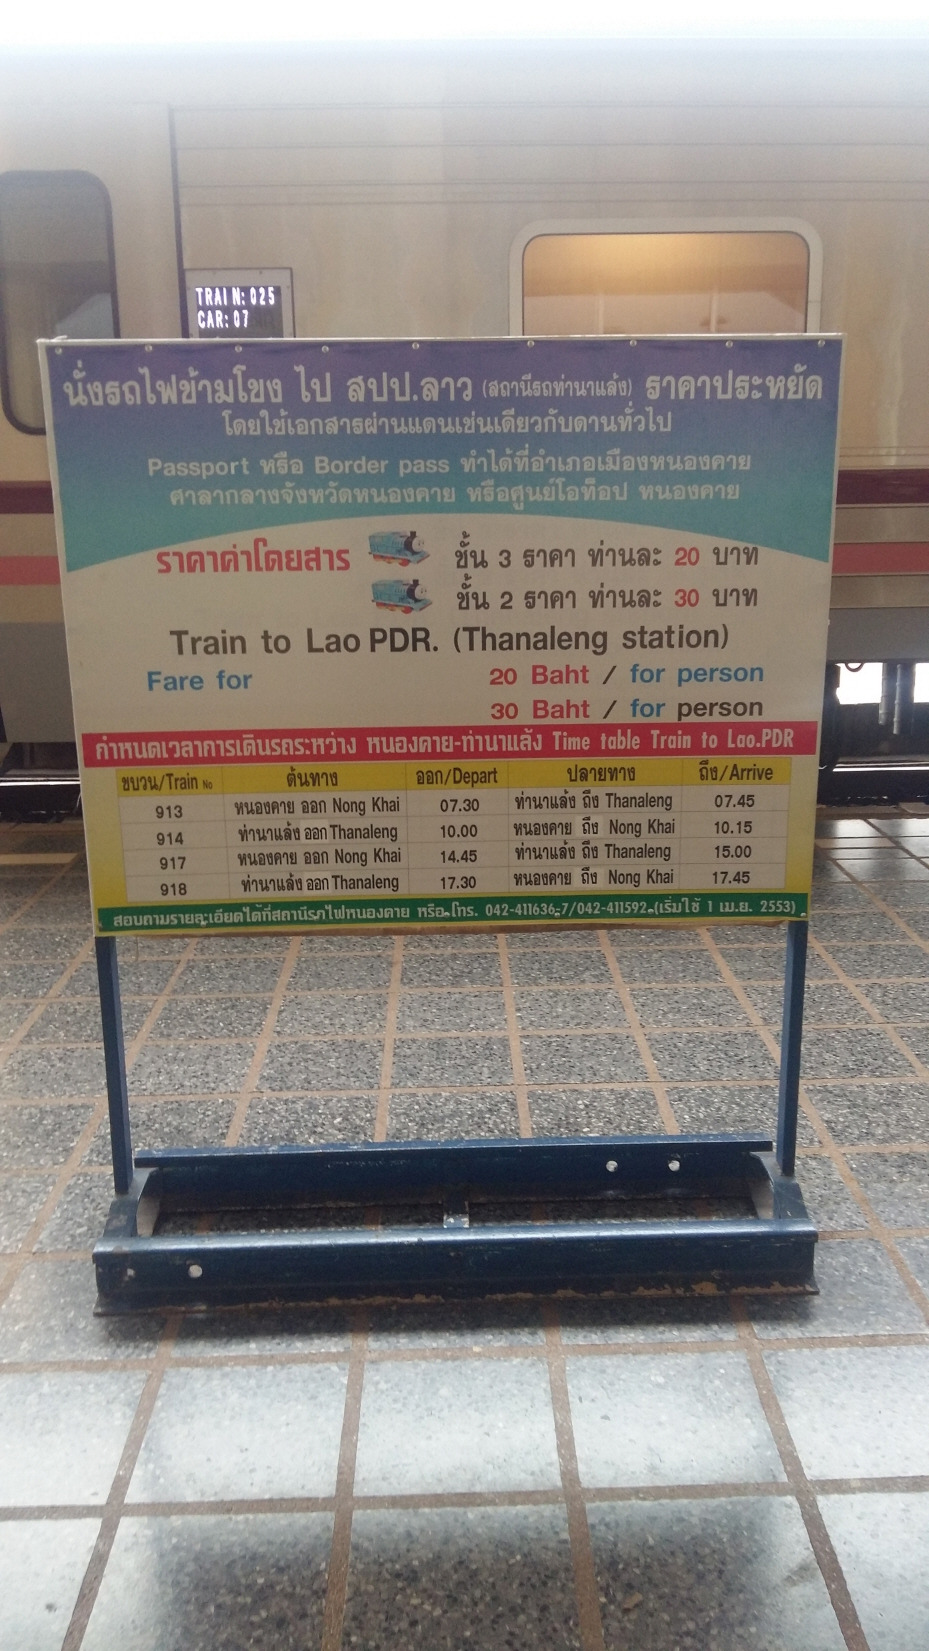 TRAIN:025
CAR:07
นั่งรถไฟข้ามโขง ไป สปป.ลาว (สถานีรถท่านาแล้ง) ราคาประหยัด
โดยใช้เอกสารผ่านแดนเช่นเดียวกับด่านทั่วไป
Passport หรือ Border pass ทำได้ที่อำเภอเมืองหนองคาย
ศาลากลางจังหวัดหนองคาย หรือศูนย์โอท็อป หนองคาย
ราคาค่าโดยสาร ชั้น 3 ราคา ท่านละ 20 บาท
ชั้น 2 ราคา ท่านละ 30 บาท
Train to Lao PDR. (Thanaleng station)
Fare for 20 Baht / for person
30 Baht / for person
กำหนดเวลาการเดินรถระหว่าง หนองคาย-ท่านาแล้ง Time table Train to Lao.PDR
ขบวน/Train No ต้นทาง ออก/Depart ปลายทาง ถึง/Arrive
913 หนองคาย ออก Nong Khai 07.30 ท่านาแล้ง ถึง Thanaleng 07.45
914 ท่านาแล้ง ออก Thanaleng 10.00 หนองคาย ถึง Nong Khai 10.15
917 หนองคาย ออก Nong Khai 14.45 ท่านาแล้ง ถึง Thanaleng 15.00
918 ท่านาแล้ง ออก Thanaleng 17.30 หนองคาย ถึง Nong Khai 17.45
สอบถามรายละเอียดได้ที่สถานีรถไฟหนองคาย หรือ โทร. 042-411636-7/042-411592 (เริ่มใช้ 1 เม.ย. 2553)